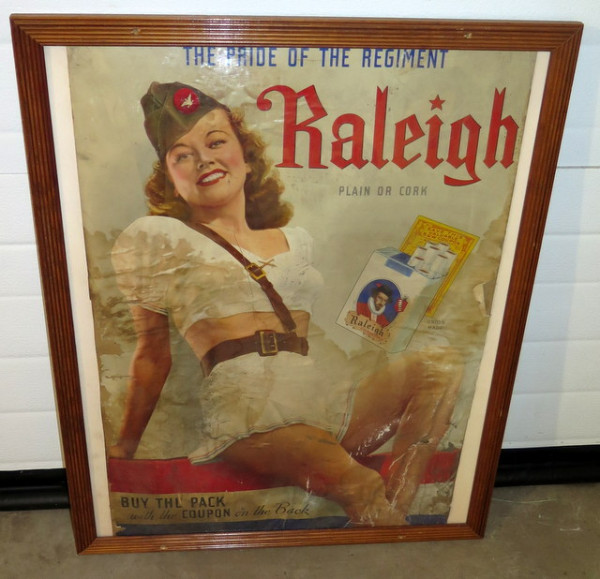 THE PRIDE OF THE REGIMENT
Raleigh
PLAIN OR CORK
Raleigh
BUY THE PACK
with the COUPON on the Back